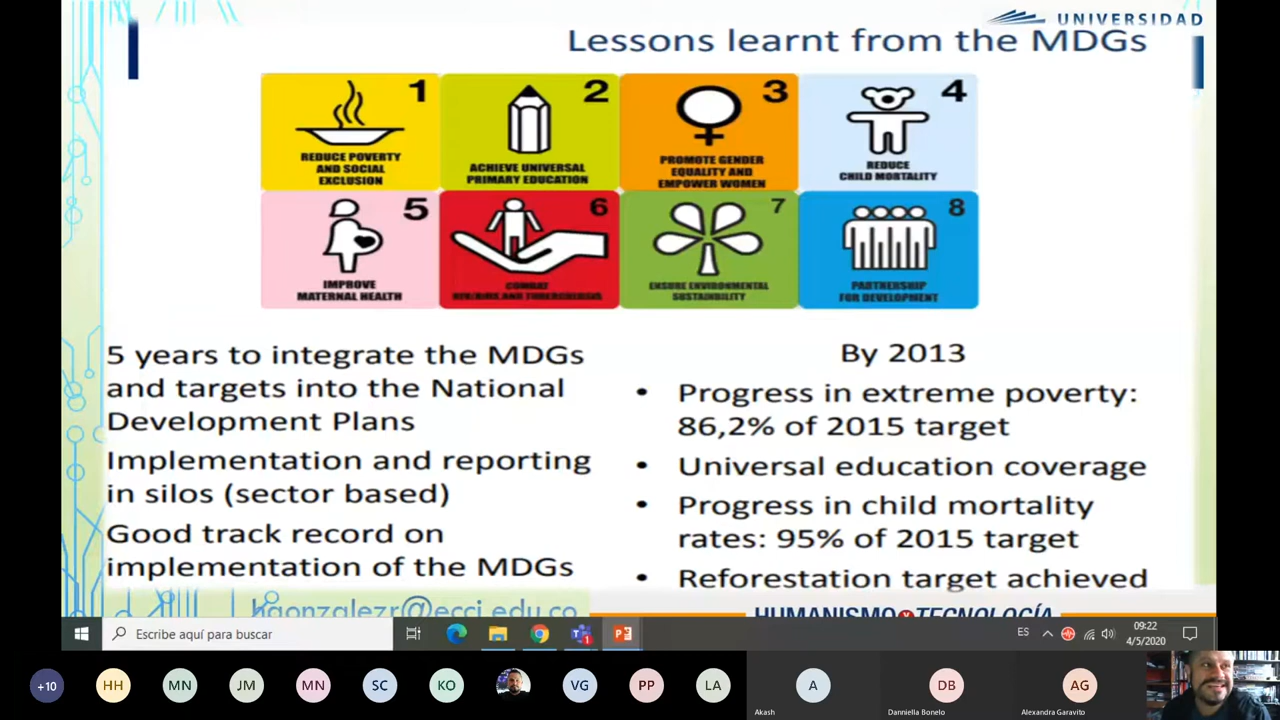 UNIVERSIDAD
Lessons learnt from the MDGs
1
REDUCE POVERTY
AND SOCIAL
EXCLUSION
2
ACHIEVE UNIVERSAL
PRIMARY EDUCATION
3
PROMOTE GENDER
EQUALITY AND
EMPOWER WOMEN
4
REDUCE
CHILD MORTALITY
5
IMPROVE
MATERNAL HEALTH
6
COMBAT
HIV/AIDS AND TUBERCULOSIS
7
ENSURE ENVIRONMENTAL
SUSTAINABILITY
8
PARTNERSHIP
FOR DEVELOPMENT
5 years to integrate the MDGs
and targets into the National
Development Plans
Implementation and reporting
in silos (sector based)
Good track record on
implementation of the MDGs
By 2013
• Progress in extreme poverty:
86,2% of 2015 target
• Universal education coverage
• Progress in child mortality
rates: 95% of 2015 target
• Reforestation target achieved
hgonzalezr@ecci.edu.co
HUMANISMO Y TECNOLOGÍA
Escribe aquí para buscar
1
ES
09:22
4/5/2020
+10
HH
MN
JM
MN
SC
KO
VG
PP
LA
A
Akash
DB
Danniella Bonelo
AG
Alexandra Garavito